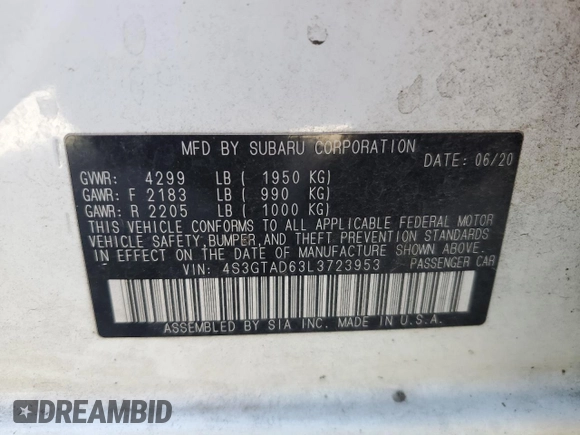 MFD BY SUBARU CORPORATION
DATE: 06/20
GVWR: 4299 LB ( 1950 KG)
GAWR: F 2183 LB ( 990 KG)
GAWR: R 2205 LB ( 1000 KG)
THIS VEHICLE CONFORMS TO ALL APPLICABLE FEDERAL MOTOR
VEHICLE SAFETY, BUMPER, AND THEFT PREVENTION STANDARDS
IN EFFECT ON THE DATE OF MANUFACTURE SHOWN ABOVE.
VIN: 4S3GTAD63L3723953 PASSENGER CAR
ASSEMBLED BY SIA INC. MADE IN U.S.A.
DREAMBID